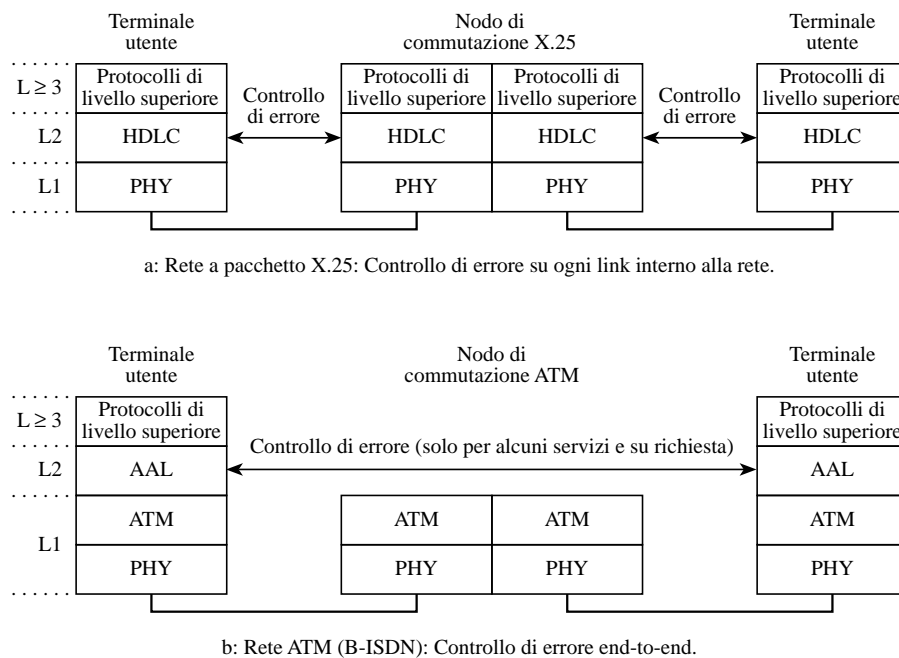 Terminale
utente
Nodo di
commutazione X.25
Terminale
utente
L ≥ 3
Protocolli di
livello superiore
Protocolli di
livello superiore
Protocolli di
livello superiore
Protocolli di
livello superiore
Controllo
di errore
Controllo
di errore
L2
HDLC
HDLC
HDLC
HDLC
L1
PHY
PHY
PHY
PHY
a: Rete a pacchetto X.25: Controllo di errore su ogni link interno alla rete.
Terminale
utente
Nodo di
commutazione ATM
Terminale
utente
L ≥ 3
Protocolli di
livello superiore
Protocolli di
livello superiore
Controllo di errore (solo per alcuni servizi e su richiesta)
L2
AAL
AAL
L1
ATM
ATM
ATM
ATM
PHY
PHY
PHY
PHY
b: Rete ATM (B-ISDN): Controllo di errore end-to-end.